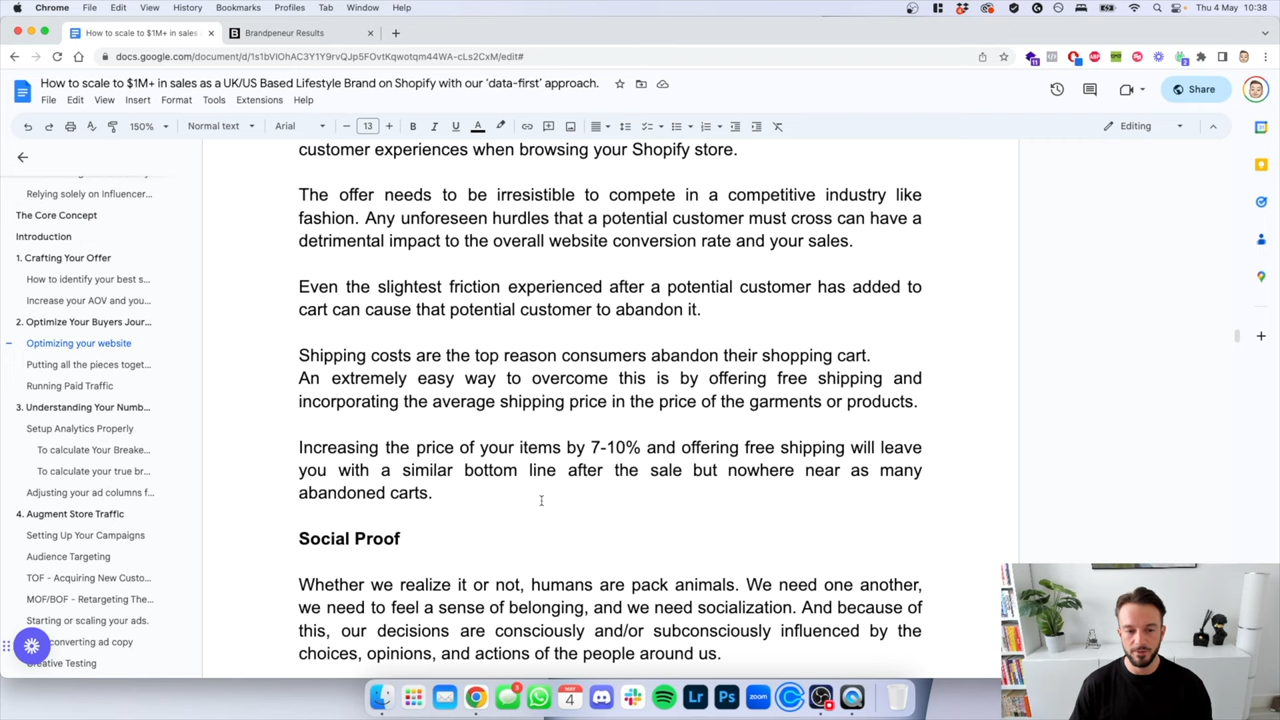 Chrome File Edit View History Bookmarks Profiles Tab Window Help Thu 4 May 10:38
How to scale to $1M+ in sales Brandpeneur Results
docs.google.com/document/d/1s1bVIOhAC3Y1Y9rvQJp5FOvtKqwotqm44WA-cLs2CxM/edit#
How to scale to $1M+ in sales as a UK/US Based Lifestyle Brand on Shopify with our 'data-first' approach.
File Edit View Insert Format Tools Extensions Help
Share
150% Normal text Arial 13 Editing
Relying solely on Influencer...
The Core Concept
Introduction
1. Crafting Your Offer
How to identify your best s...
Increase your AOV and you...
2. Optimize Your Buyers Jour...
Optimizing your website
Putting all the pieces toget...
Running Paid Traffic
3. Understanding Your Numb...
Setup Analytics Properly
To calculate Your Breake...
To calculate your true br...
Adjusting your ad columns f...
4. Augment Store Traffic
Setting Up Your Campaigns
Audience Targeting
TOF - Acquiring New Custo...
MOF/BOF - Retargeting The...
Starting or scaling your ads.
converting ad copy
Creative Testing
customer experiences when browsing your Shopify store.
The offer needs to be irresistible to compete in a competitive industry like
fashion. Any unforeseen hurdles that a potential customer must cross can have a
detrimental impact to the overall website conversion rate and your sales.
Even the slightest friction experienced after a potential customer has added to
cart can cause that potential customer to abandon it.
Shipping costs are the top reason consumers abandon their shopping cart.
An extremely easy way to overcome this is by offering free shipping and
incorporating the average shipping price in the price of the garments or products.
Increasing the price of your items by 7-10% and offering free shipping will leave
you with a similar bottom line after the sale but nowhere near as many
abandoned carts.
Social Proof
Whether we realize it or not, humans are pack animals. We need one another,
we need to feel a sense of belonging, and we need socialization. And because of
this, our decisions are consciously and/or subconsciously influenced by the
choices, opinions, and actions of the people around us.
MAY
4
Lr Ps zoom